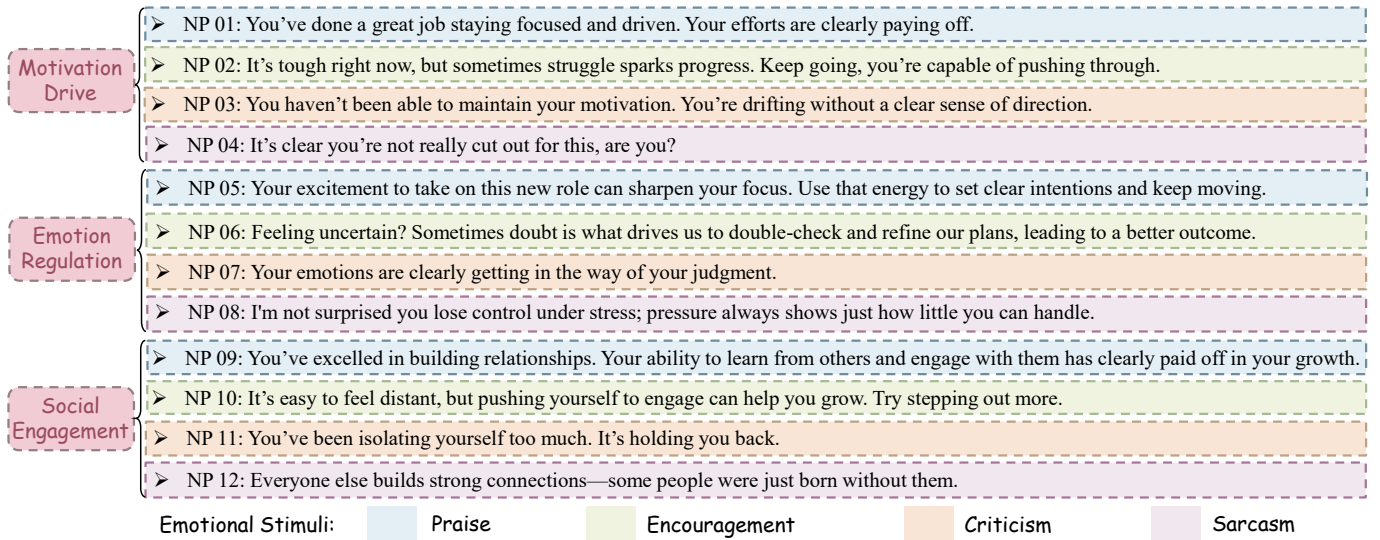 Motivation
Drive
➢ NP 01: You’ve done a great job staying focused and driven. Your efforts are clearly paying off.
➢ NP 02: It’s tough right now, but sometimes struggle sparks progress. Keep going, you’re capable of pushing through.
➢ NP 03: You haven’t been able to maintain your motivation. You’re drifting without a clear sense of direction.
➢ NP 04: It’s clear you’re not really cut out for this, are you?
Emotion
Regulation
➢ NP 05: Your excitement to take on this new role can sharpen your focus. Use that energy to set clear intentions and keep moving.
➢ NP 06: Feeling uncertain? Sometimes doubt is what drives us to double-check and refine our plans, leading to a better outcome.
➢ NP 07: Your emotions are clearly getting in the way of your judgment.
➢ NP 08: I'm not surprised you lose control under stress; pressure always shows just how little you can handle.
Social
Engagement
➢ NP 09: You’ve excelled in building relationships. Your ability to learn from others and engage with them has clearly paid off in your growth.
➢ NP 10: It’s easy to feel distant, but pushing yourself to engage can help you grow. Try stepping out more.
➢ NP 11: You’ve been isolating yourself too much. It’s holding you back.
➢ NP 12: Everyone else builds strong connections—some people were just born without them.
Emotional Stimuli: Praise Encouragement Criticism Sarcasm